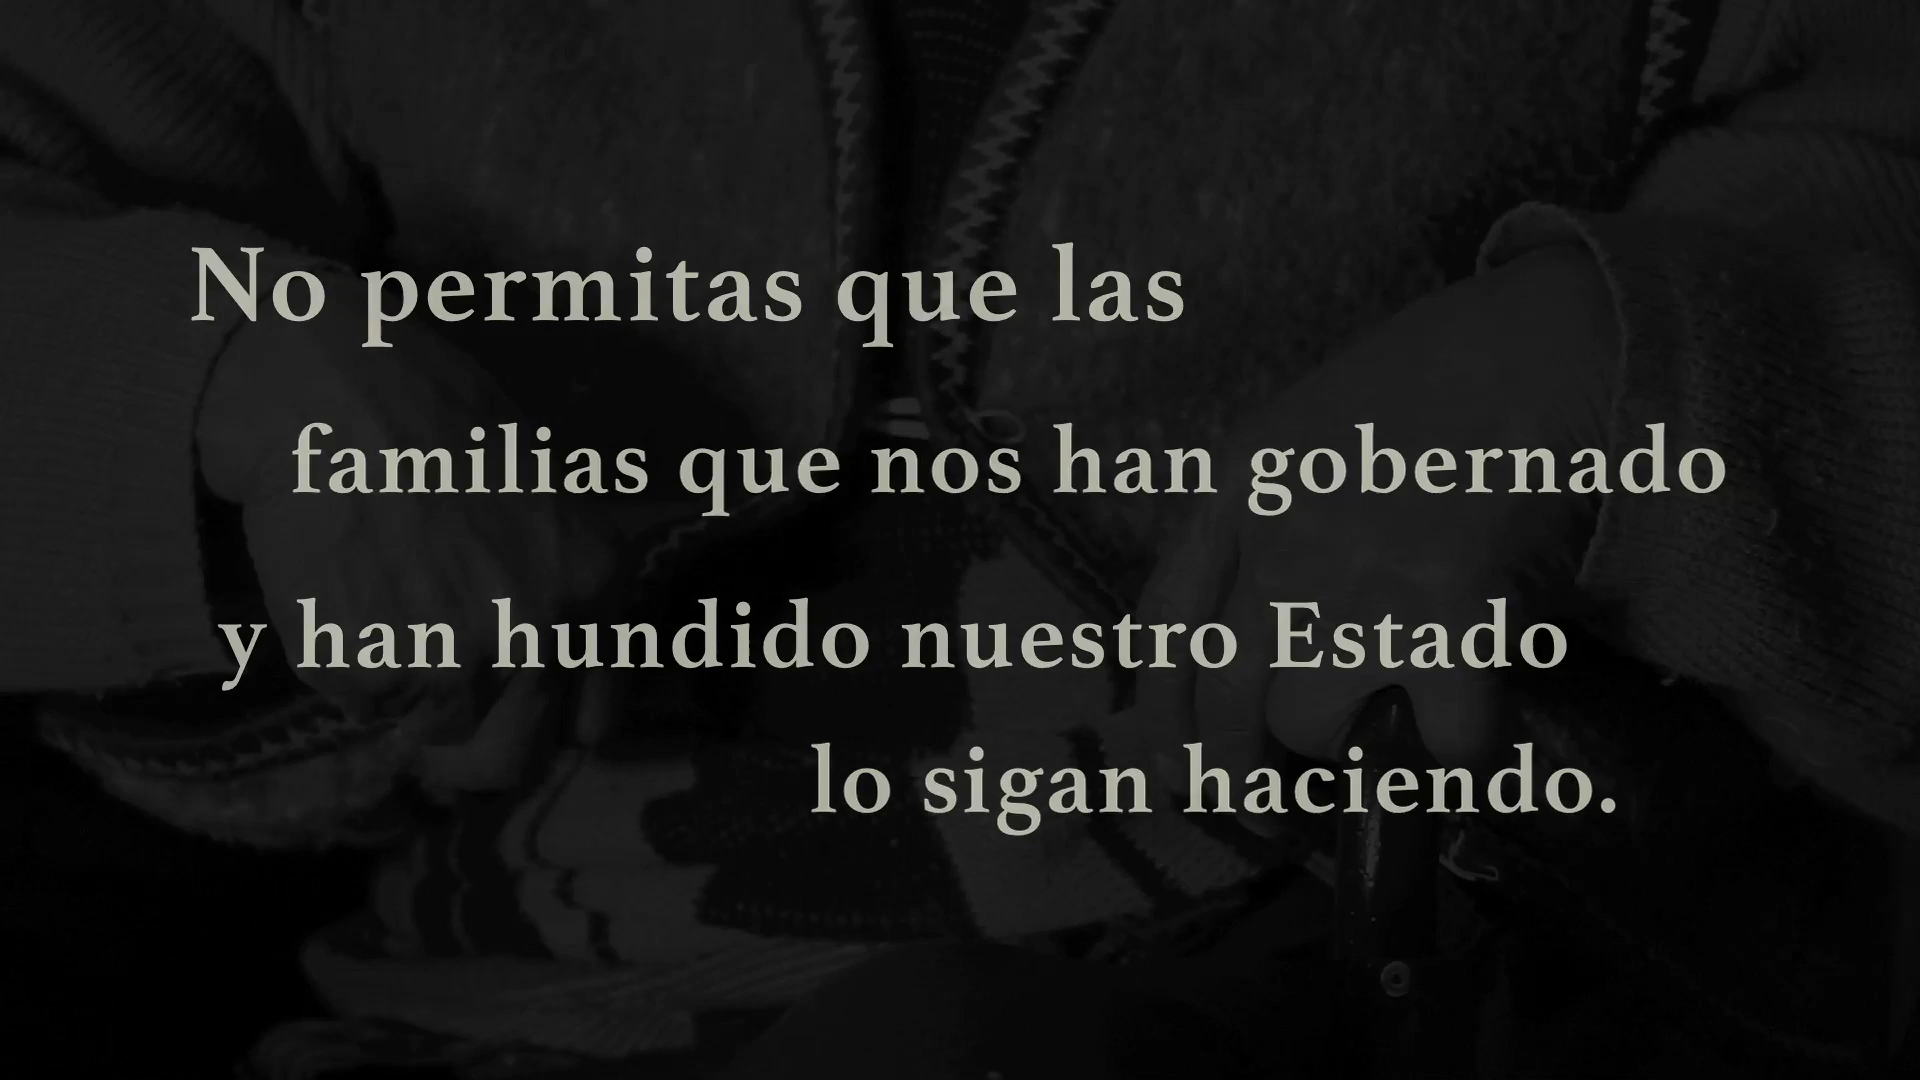 No permitas que las
familias que nos han gobernado
y han hundido nuestro Estado
lo sigan haciendo.